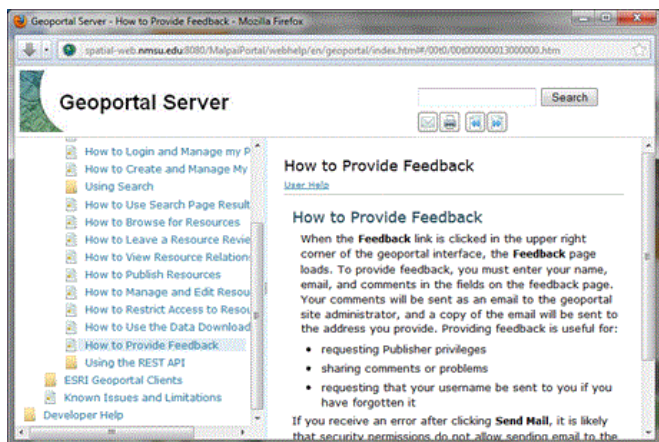 Geoportal Server - How to Provide Feedback - Mozilla Firefox
spatial-web.nmsu.edu:8080/MalpaiPortal/webhelp/en/geoportal/index.html#/00t0/00t000000013000000.htm
Geoportal Server
Search
How to Login and Manage my P
How to Create and Manage My
Using Search
How to Use Search Page Result
How to Browse for Resources
How to Leave a Resource Revie
How to View Resource Relation
How to Publish Resources
How to Manage and Edit Resou
How to Restrict Access to Resou
How to Use the Data Download
How to Provide Feedback
Using the REST API
ESRI Geoportal Clients
Known Issues and Limitations
Developer Help
How to Provide Feedback
User Help
How to Provide Feedback
When the Feedback link is clicked in the upper right
corner of the geoportal interface, the Feedback page
loads. To provide feedback, you must enter your name,
email, and comments in the fields on the feedback page.
Your comments will be sent as an email to the geoportal
site administrator, and a copy of the email will be sent to
the address you provide. Providing feedback is useful for:
• requesting Publisher privileges
• sharing comments or problems
• requesting that your username be sent to you if you
have forgotten it
If you receive an error after clicking Send Mail, it is likely
that security permissions do not allow sending email to the